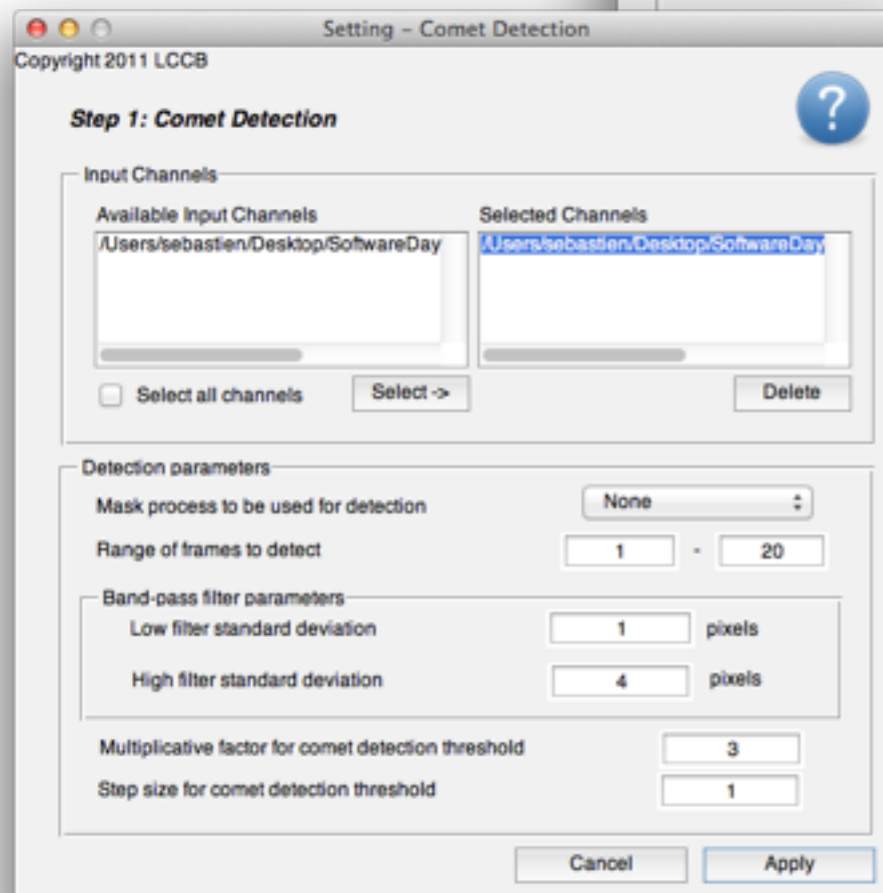 Setting - Comet Detection
Copyright 2011 LCCB
Step 1: Comet Detection
?
Input Channels
Available Input Channels
Selected Channels
/Users/sebastien/Desktop/SoftwareDay
/Users/sebastien/Desktop/SoftwareDay
Select all channels
Select ->
Delete
Detection parameters
Mask process to be used for detection
None
Range of frames to detect
1 - 20
Band-pass filter parameters
Low filter standard deviation
1 pixels
High filter standard deviation
4 pixels
Multiplicative factor for comet detection threshold
3
Step size for comet detection threshold
1
Cancel
Apply